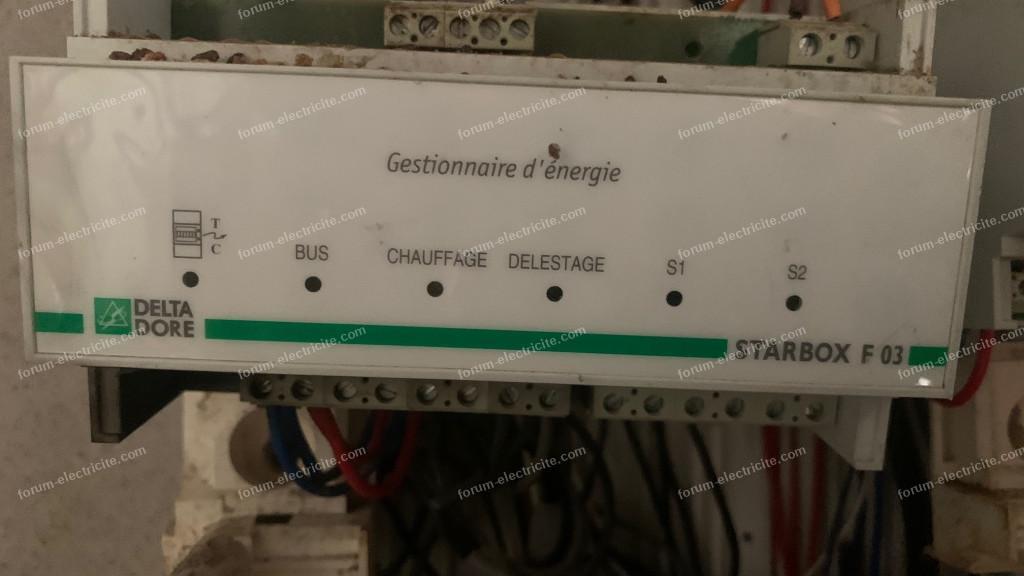 Gestionnaire d'énergie
T
C
BUS
CHAUFFAGE
DELESTAGE
S1
S2
DELTA
DORE
STARBOX F 03
forum-electricite.com